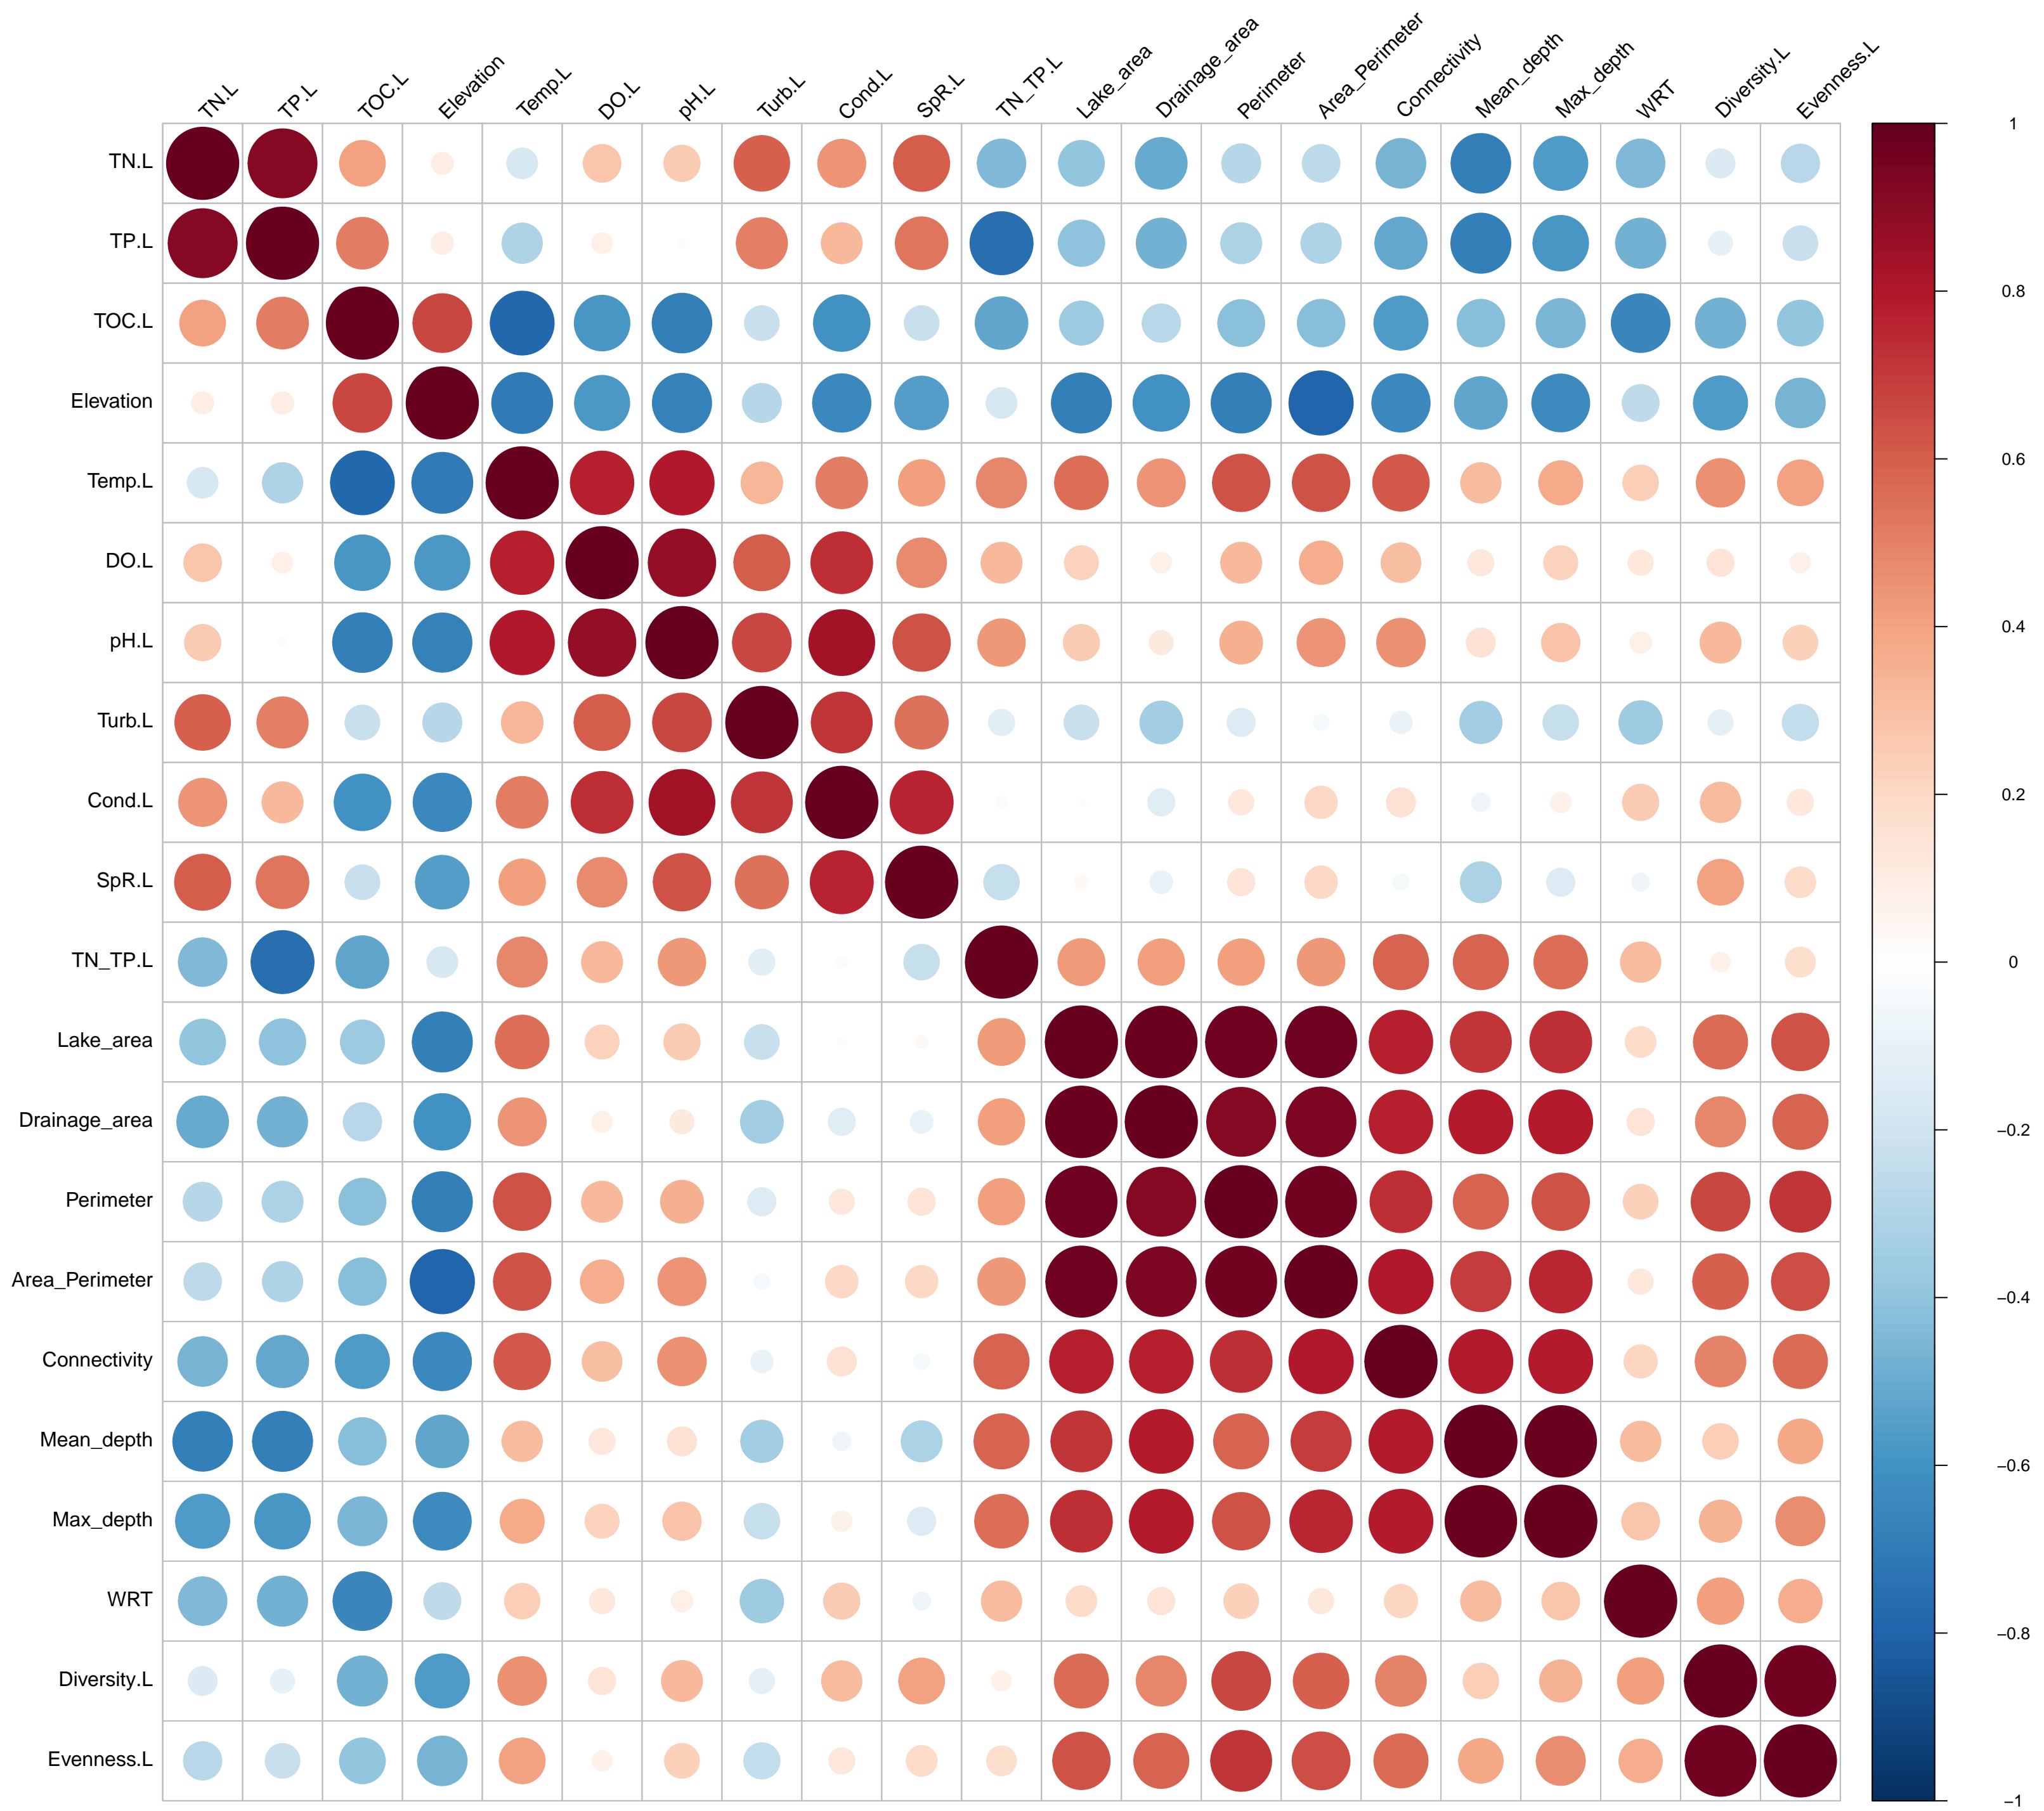 TN.L
TP.L
TOC.L
Elevation
Temp.L
DO.L
pH.L
Turb.L
Cond.L
SpR.L
TN_TP.L
Lake_area
Drainage_area
Perimeter
Area_Perimeter
Connectivity
Mean_depth
Max_depth
WRT
Diversity.L
Evenness.L
TN.L
TP.L
TOC.L
Elevation
Temp.L
DO.L
pH.L
Turb.L
Cond.L
SpR.L
TN_TP.L
Lake_area
Drainage_area
Perimeter
Area_Perimeter
Connectivity
Mean_depth
Max_depth
WRT
Diversity.L
Evenness.L
1
0.8
0.6
0.4
0.2
0
−0.2
−0.4
−0.6
−0.8
−1